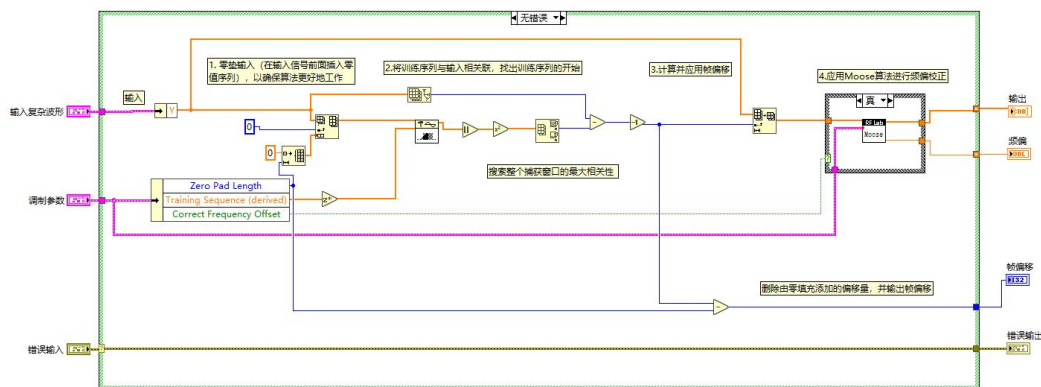 无错误
1. 零垫输入（在输入信号前面插入零
值序列），以确保算法更好地工作
2.将训练序列与输入相关联，找出训练序列的开始
3.计算并应用帧偏移
4.应用Moose算法进行频偏校正
输入
真
输入复杂波形
Y
输出
0
RF Lab
Moose
频偏
0
搜索整个捕获窗口的最大相关性
Zero Pad Length
调制参数
Training Sequence (derived)
Correct Frequency Offset
帧偏移
删除由零填充添加的偏移量，并输出帧偏移
I32
错误输入
错误输出